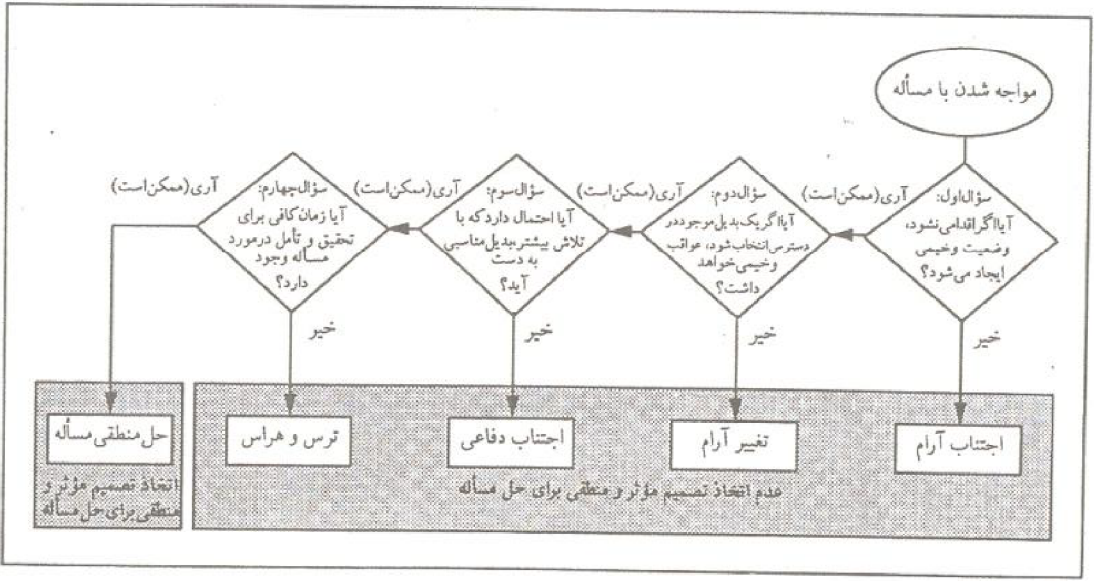 مواجه شدن با مسأله
سؤال اول:
آیا اگر اقدامی نشود،
وضعیت وخیمی
ایجاد می‌شود؟
آری (ممکن است)
خیر
اجتناب آرام
سؤال دوم:
آیا اگر یک بدیل موجود در
دسترس انتخاب شود، عواقب
وخیمی خواهد
داشت؟
آری (ممکن است)
خیر
تغییر آرام
سؤال سوم:
آیا احتمال دارد که با
تلاش بیشتر، بدیل مناسبی
به دست
آید؟
آری (ممکن است)
خیر
اجتناب دفاعی
سؤال چهارم:
آیا زمان کافی برای
تحقیق و تأمل در مورد
مسأله وجود
دارد؟
آری (ممکن است)
خیر
ترس و هراس
حل منطقی مسأله
عدم اتخاذ تصمیم مؤثر و منطقی برای حل مسأله
اتخاذ تصمیم مؤثر و
منطقی برای حل مسأله